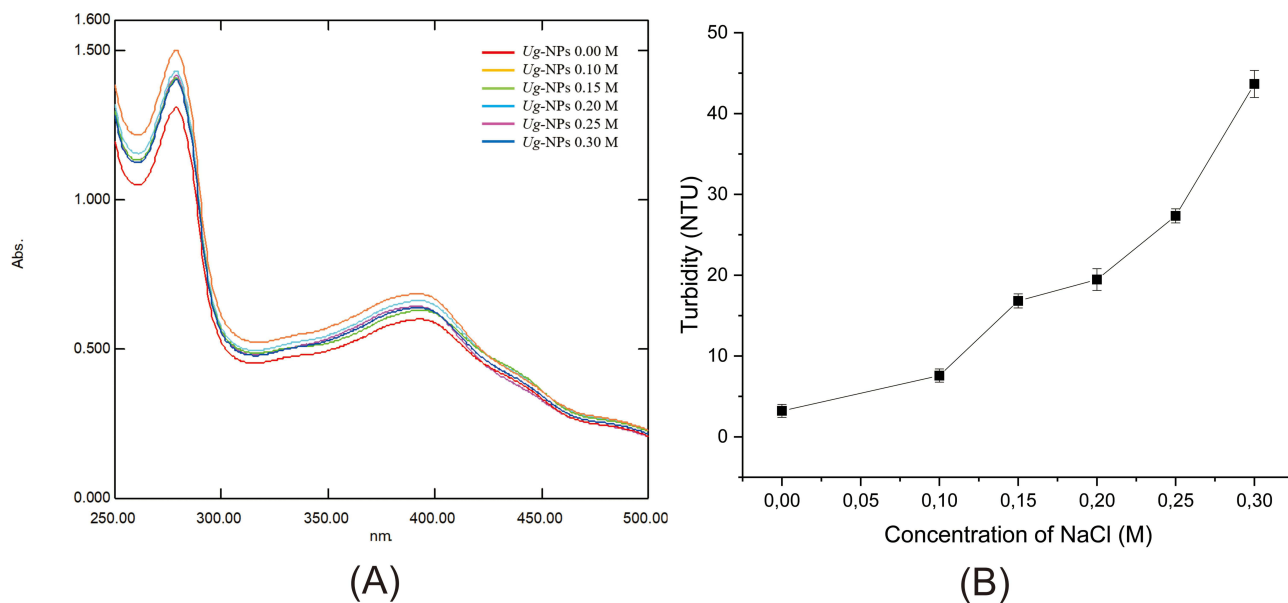 1.600
1.500
1.000
0.500
0.000
Abs.
250.00 300.00 350.00 400.00 450.00 500.00
nm.
Ug-NPs 0.00 M
Ug-NPs 0.10 M
Ug-NPs 0.15 M
Ug-NPs 0.20 M
Ug-NPs 0.25 M
Ug-NPs 0.30 M
(A)
50
40
30
20
10
0
Turbidity (NTU)
0,00 0,05 0,10 0,15 0,20 0,25 0,30
Concentration of NaCl (M)
(B)